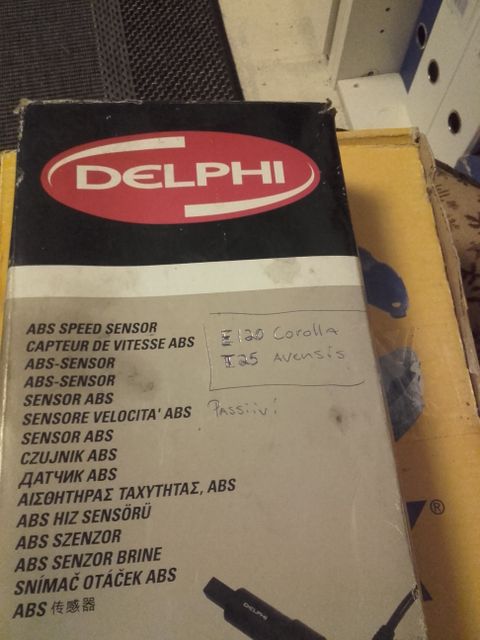 DELPHI
ABS SPEED SENSOR
CAPTEUR DE VITESSE ABS
ABS-SENSOR
ABS-SENSOR
SENSOR ABS
SENSORE VELOCITA' ABS
SENSOR ABS
CZUJNIK ABS
ДАТЧИК ABS
ΑΙΣΘΗΤΗΡΑΣ ΤΑΧΥΤΗΤΑΣ, ABS
ABS HIZ SENSÖRÜ
ABS SZENZOR
ABS SENZOR BRINE
SNÍMAČ OTÁČEK ABS
ABS 传感器
E120 Corolla
T25 Avensis
Passiivi
DELPHI
®